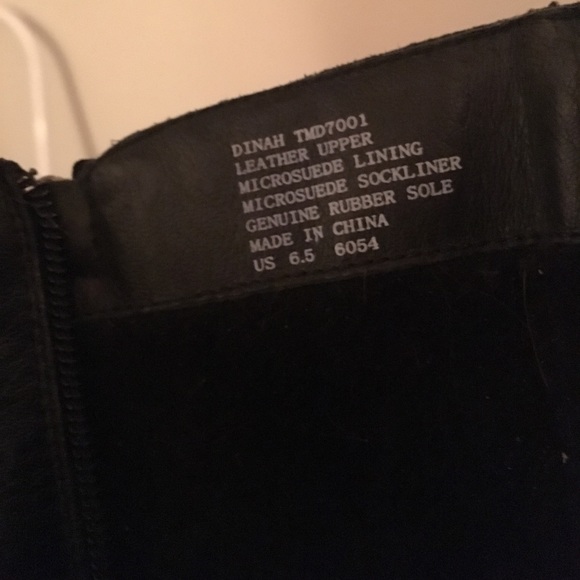 DINAH TMD7001
LEATHER UPPER
MICROSUEDE LINING
MICROSUEDE SOCKLINER
GENUINE RUBBER SOLE
MADE IN CHINA
US 6.5 6054